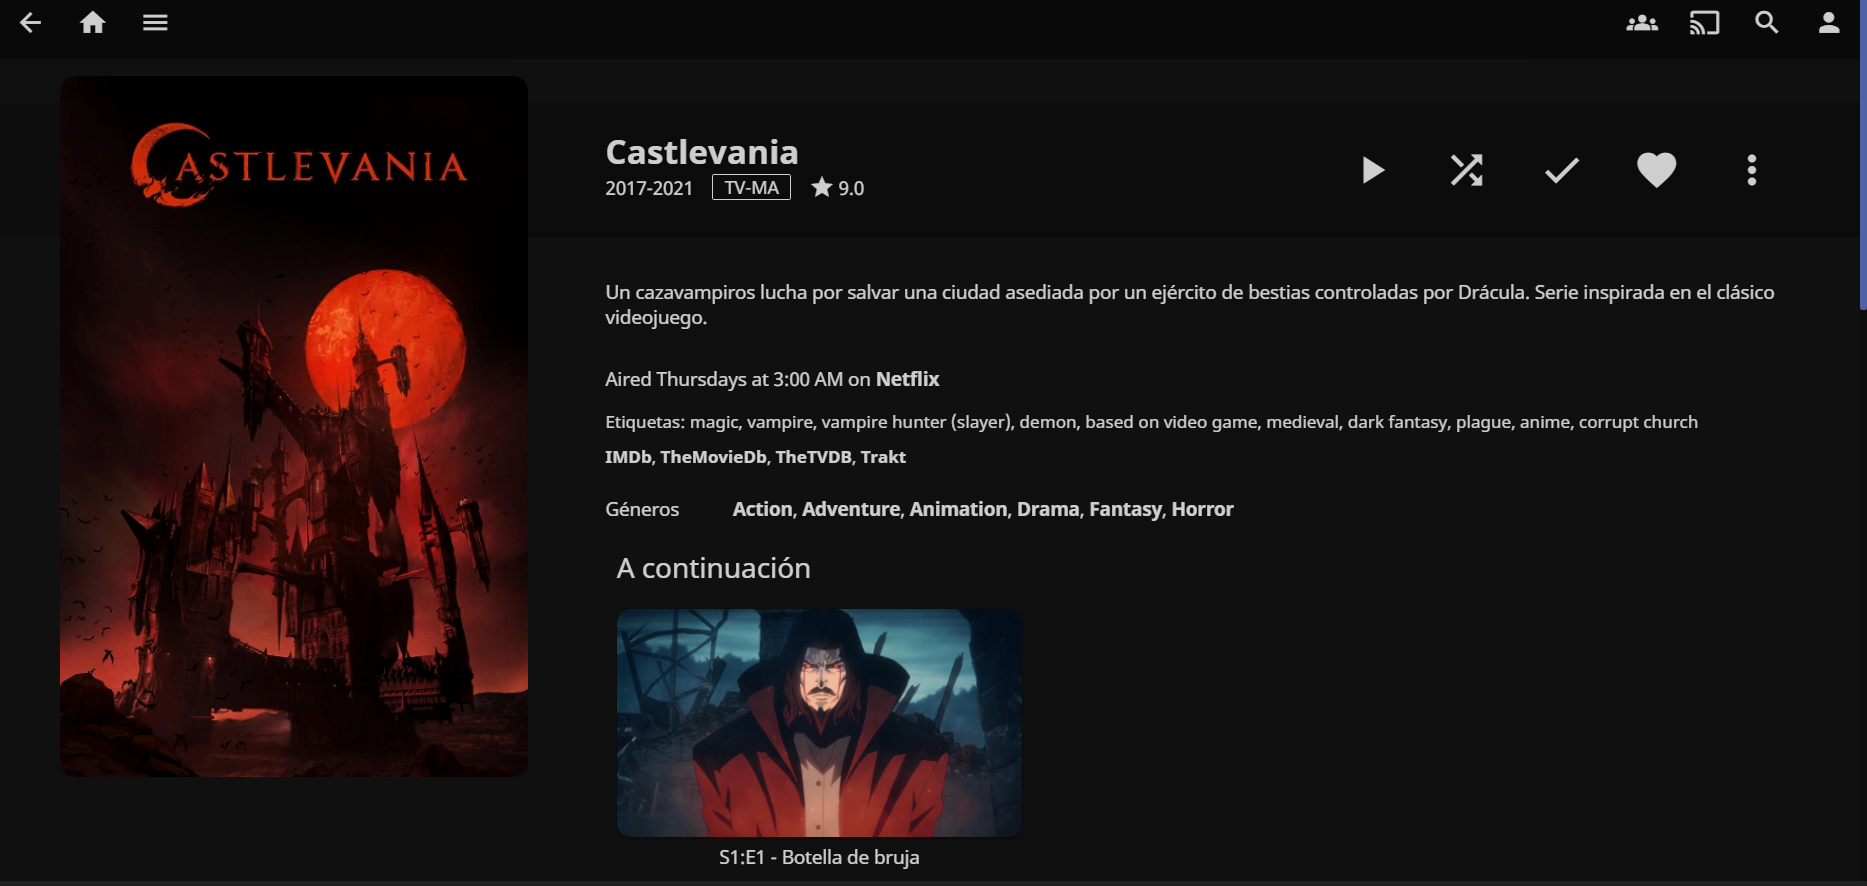 CASTLEVANIA
Castlevania
2017-2021 TV-MA 9.0
Un cazavampiros lucha por salvar una ciudad asediada por un ejército de bestias controladas por Drácula. Serie inspirada en el clásico
videojuego.
Aired Thursdays at 3:00 AM on Netflix
Etiquetas: magic, vampire, vampire hunter (slayer), demon, based on video game, medieval, dark fantasy, plague, anime, corrupt church
IMDb, TheMovieDb, TheTVDB, Trakt
Géneros Action, Adventure, Animation, Drama, Fantasy, Horror
A continuación
S1:E1 - Botella de bruja